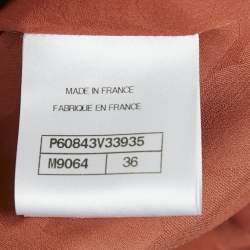 MADE IN FRANCE
FABRIQUE EN FRANCE
P60843V33935
M9064 36